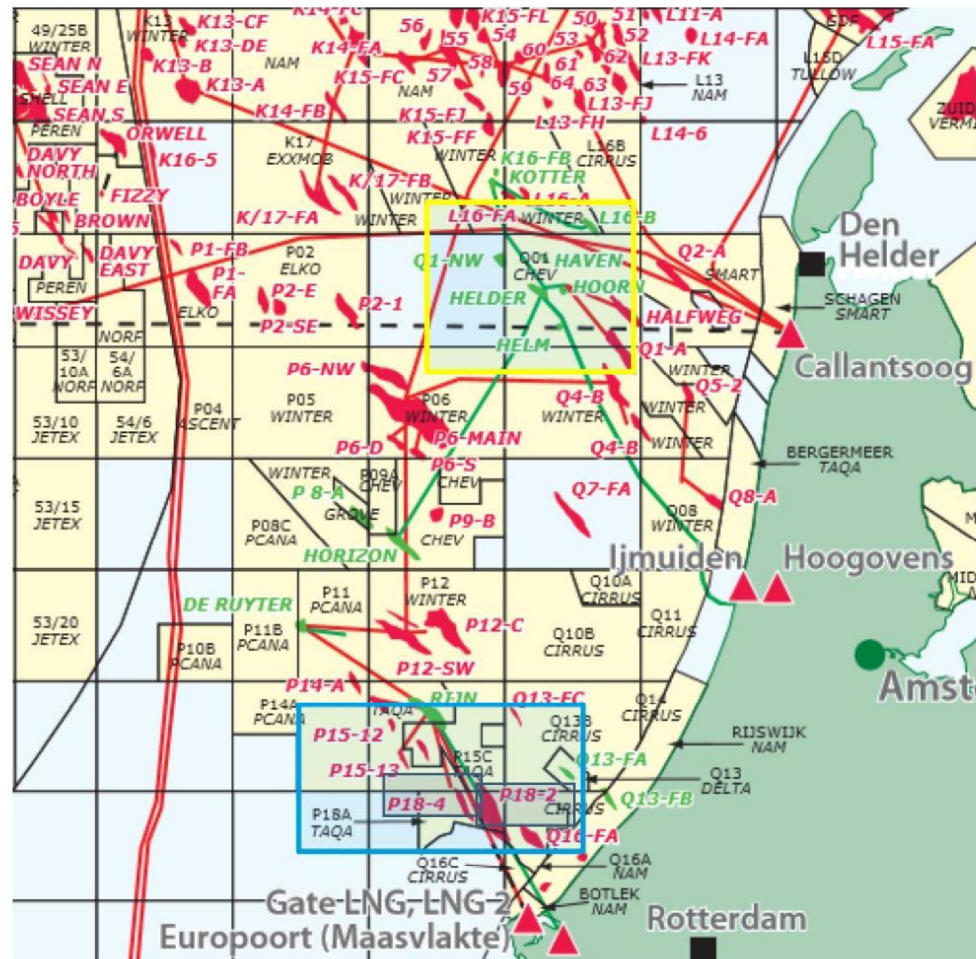 K13-CF
K14-FC
K15-FL
50
51
L11-A
GDF
49/25B
WINTER
K13
WINTER
K13-DE
56
55
54
53
52
L14-FA
L15-FA
SEAN N
K13-B
NAM
K14-FA
60
62
L13-FK
L15D
TULLOW
SEAN E
K13-A
K15-FC
57
58
61
64
63
L13
NAM
SHELL
NAM
59
SEAN S
K14-FB
K15-FJ
L13-FJ
PEREN
ORWELL
K15-FF
L13-FH
L14-6
DAVY
NORTH
K16-5
K17
EXXMOB
WINTER
K16-FB
KOTTER
L16B
CIRRUS
BOYLE
FIZZY
K/17-FB
WINTER
L16-A
BROWN
K/17-FA
WINTER
L16-FA
WINTER
L16-B
Den
Helder
DAVY
DAVY
EAST
P1-FB
P02
ELKO
Q1-NW
Q01
CHEV
HAVEN
Q2-A
SMART
PEREN
P1-
FA
P2-E
HELDER
HOORN
SCHAGEN
SMART
WISSEY
ELKO
P2-1
HALFWEG
NORF
P2-SE
HELM
Q1-A
Callantsoog
53/
10A
NORF
54/
6A
NORF
P6-NW
WINTER
Q5-2
53/10
JETEX
54/6
JETEX
P04
ASCENT
P05
WINTER
P06
WINTER
Q4-B
WINTER
P6-D
P6-MAIN
Q4-B
WINTER
P6-S
BERGERMEER
TAQA
WINTER
P09A
CHEV
CHEV
53/15
JETEX
P 8-A
GROVE
P9-B
Q7-FA
Q8-A
P08C
PCANA
CHEV
Q08
WINTER
HORIZON
Ijmuiden
Hoogovens
DE RUYTER
P11
PCANA
P12
WINTER
Q10A
CIRRUS
53/20
JETEX
P11B
PCANA
P12-C
Q10B
CIRRUS
Q11
CIRRUS
P10B
PCANA
P12-SW
Amst
P14-A
P14A
PCANA
TAQA
RIJN
Q13-FC
Q14
CIRRUS
P15-12
Q13B
CIRRUS
RIJSWIJK
NAM
P15-13
P15C
TAQA
Q13-FA
Q13
DELTA
P18-4
P18-2
Q13-FB
P18A
TAQA
CIRRUS
Q16-FA
Q16C
CIRRUS
Q16A
NAM
Gate LNG, LNG 2
BOTLEK
NAM
Europoort (Maasvlakte)
Rotterdam